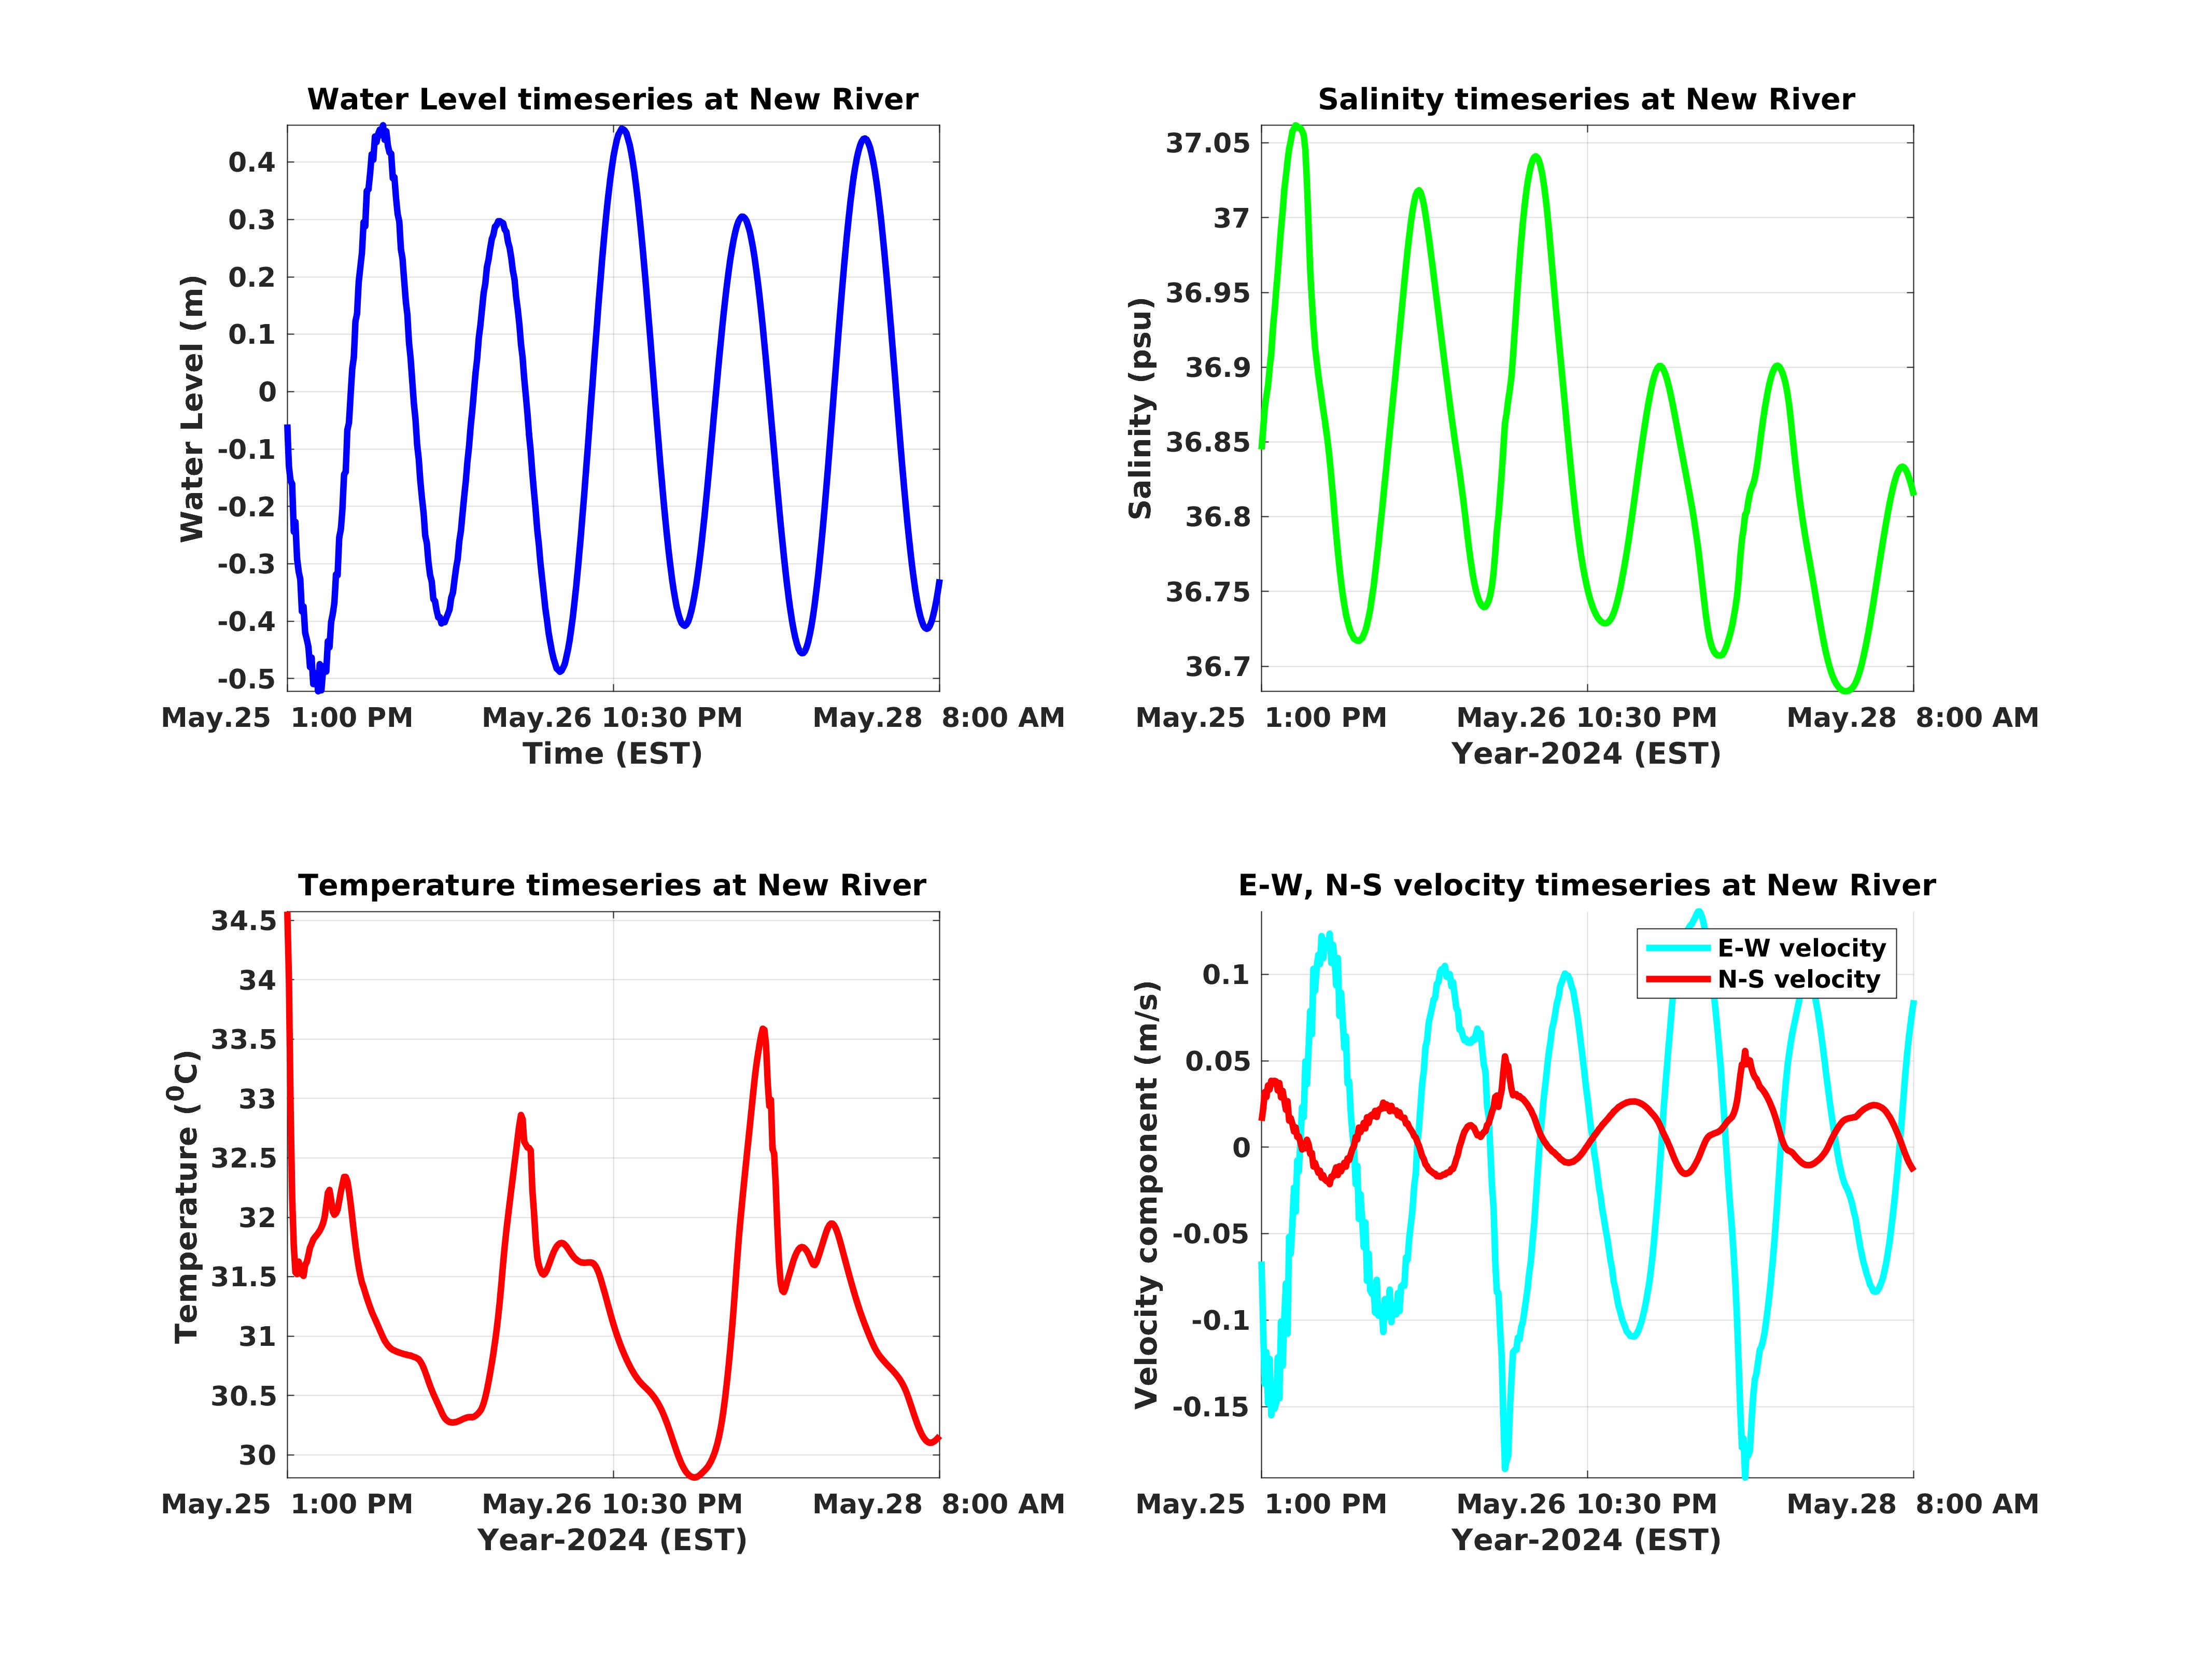 Water Level timeseries at New River
Water Level (m)
0.4
0.3
0.2
0.1
0
-0.1
-0.2
-0.3
-0.4
-0.5
May.25  1:00 PM
May.26 10:30 PM
May.28  8:00 AM
Time (EST)
Salinity timeseries at New River
Salinity (psu)
37.05
37
36.95
36.9
36.85
36.8
36.75
36.7
May.25  1:00 PM
May.26 10:30 PM
May.28  8:00 AM
Year-2024 (EST)
Temperature timeseries at New River
Temperature (⁰C)
34.5
34
33.5
33
32.5
32
31.5
31
30.5
30
May.25  1:00 PM
May.26 10:30 PM
May.28  8:00 AM
Year-2024 (EST)
E-W, N-S velocity timeseries at New River
Velocity component (m/s)
E-W velocity
N-S velocity
0.1
0.05
0
-0.05
-0.1
-0.15
May.25  1:00 PM
May.26 10:30 PM
May.28  8:00 AM
Year-2024 (EST)